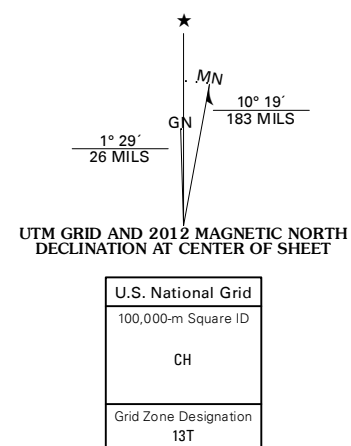 MN
GN
10° 19´
183 MILS
1° 29´
26 MILS
UTM GRID AND 2012 MAGNETIC NORTH
DECLINATION AT CENTER OF SHEET
U.S. National Grid
100,000-m Square ID
CH
Grid Zone Designation
13T